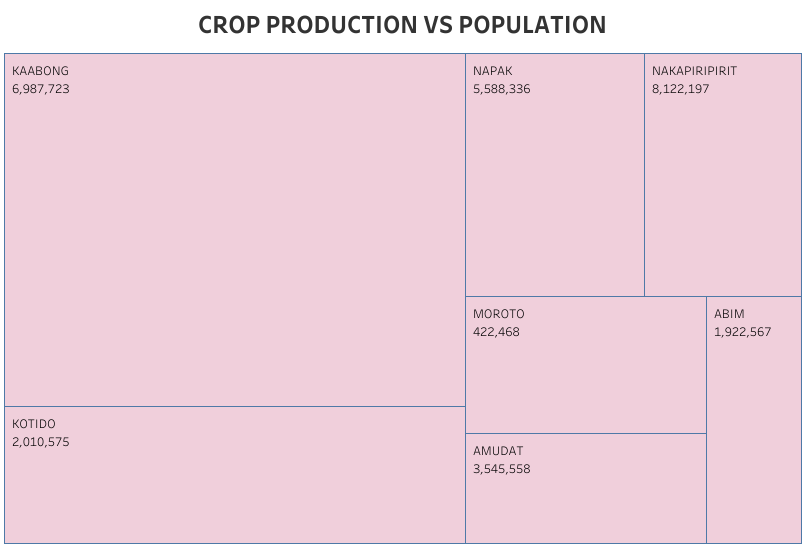 CROP PRODUCTION VS POPULATION
KAABONG
6,987,723
NAPAK
5,588,336
NAKAPIRIPIRIT
8,122,197
MOROTO
422,468
ABIM
1,922,567
KOTIDO
2,010,575
AMUDAT
3,545,558